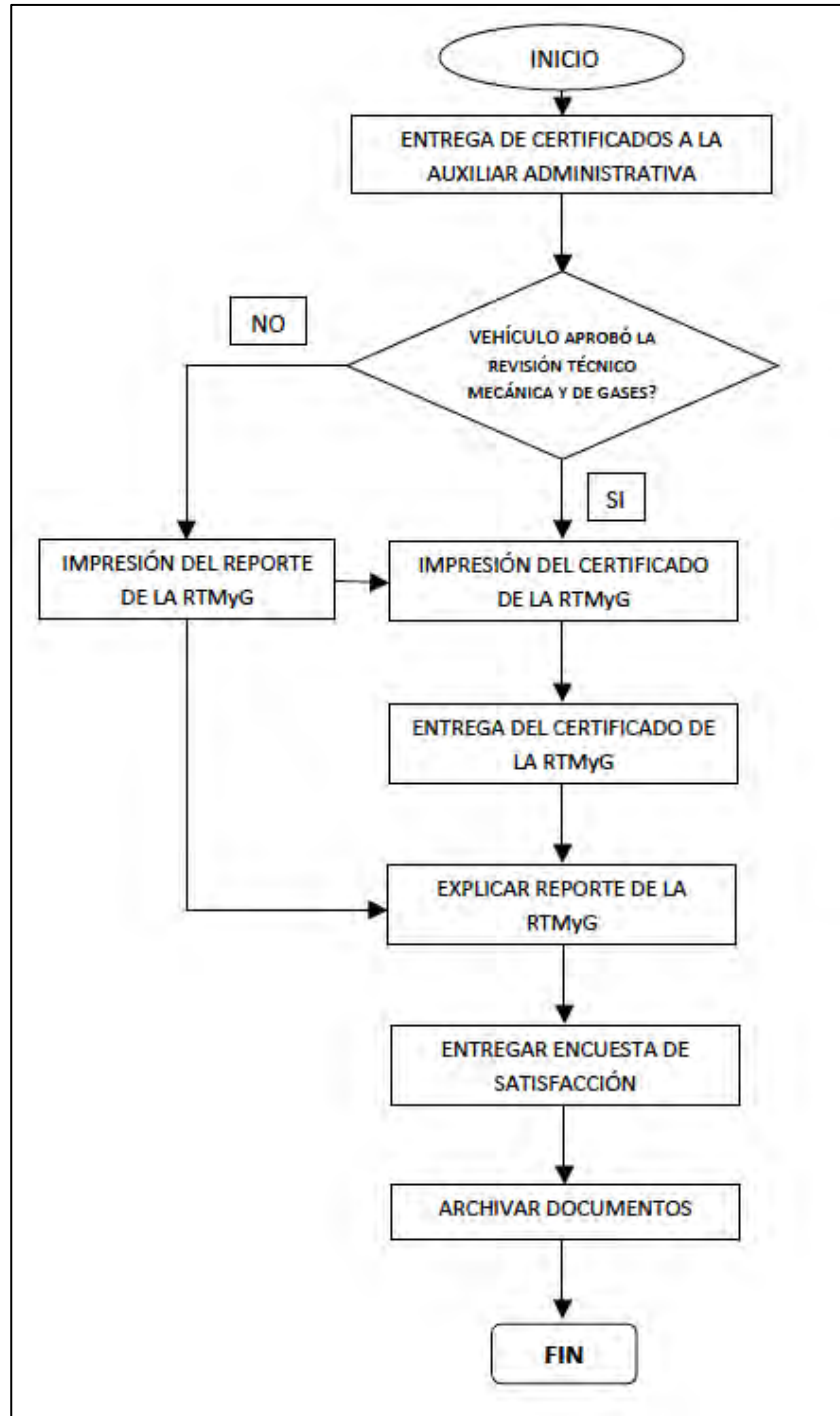 INICIO
ENTREGA DE CERTIFICADOS A LA
AUXILIAR ADMINISTRATIVA
NO
VEHÍCULO APROBÓ LA
REVISIÓN TÉCNICO
MECÁNICA Y DE GASES?
SI
IMPRESIÓN DEL REPORTE
DE LA RTMyG
IMPRESIÓN DEL CERTIFICADO
DE LA RTMyG
ENTREGA DEL CERTIFICADO DE
LA RTMyG
EXPLICAR REPORTE DE LA
RTMyG
ENTREGAR ENCUESTA DE
SATISFACCIÓN
ARCHIVAR DOCUMENTOS
FIN